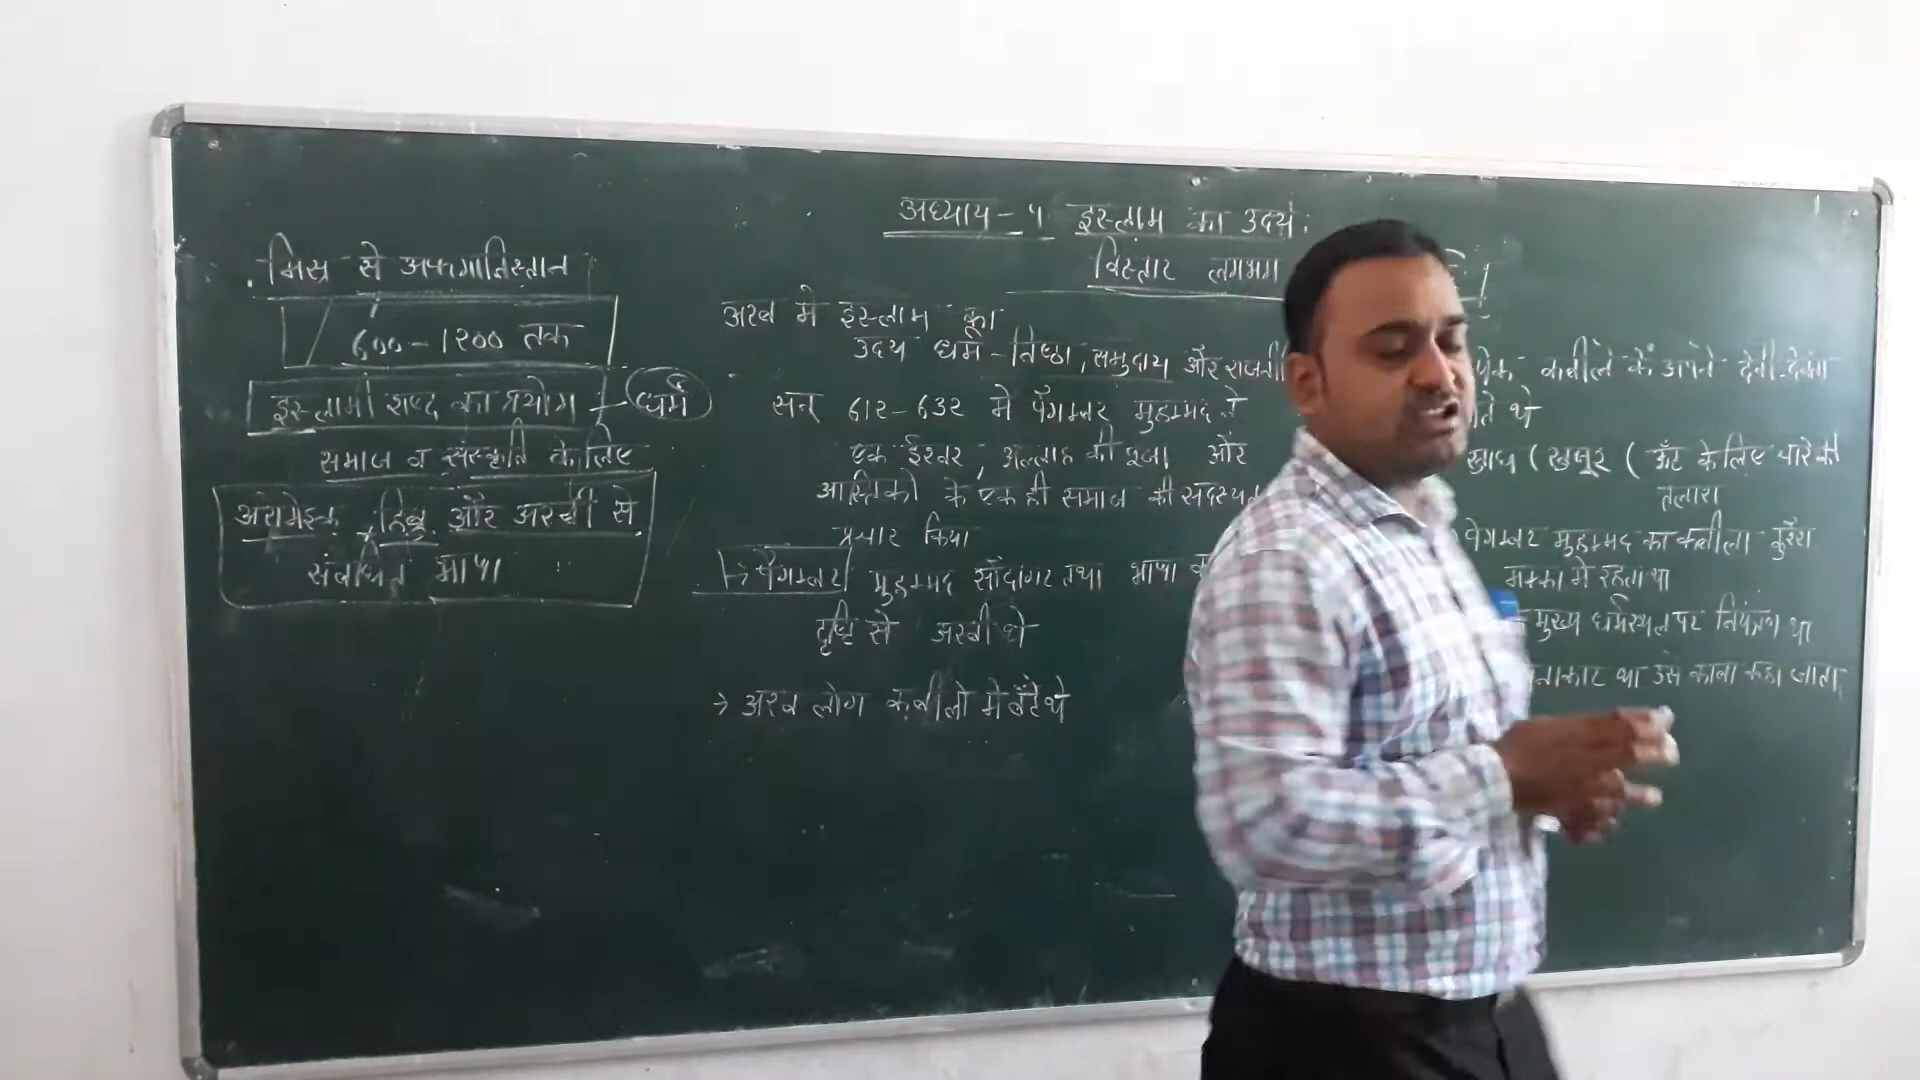 अध्याय - ५ इस्लाम का उदय :
विस्तार लगभग
मिस्र से अफगानिस्तान
600 - 1200 तक
इस्लामी शब्द का प्रयोग - धर्म
समाज व संस्कृति के लिए
अरामेइक, हिब्रू और अरबी से
संबधित भाषा
अरब मे इस्लाम का
उदय धर्म - निष्ठा, समुदाय और राजनी
सन् 612 - 632 मे पैगम्बर मुहम्मद ने
एक ईश्वर, अल्लाह की पूजा और
आस्तिको के एक ही समाज की सदस्यत
प्रचार किया
→ पैगम्बर मुहम्मद सौदागर तथा भाषा
दृष्टि से अरबी थे
→ अरब लोग कबीलो मे बँटे थे
कबीले के अपने देवी-देवता
थे
खाद्य ( खजूर ( ऊँट के लिए चारे की
तलाश
पैगम्बर मुहम्मद का कबीला कुरैश
मक्का मे रहता था
मुख्य धर्मस्थल पर नियंत्रण था
नाकार था उसे काबा कहा जाता